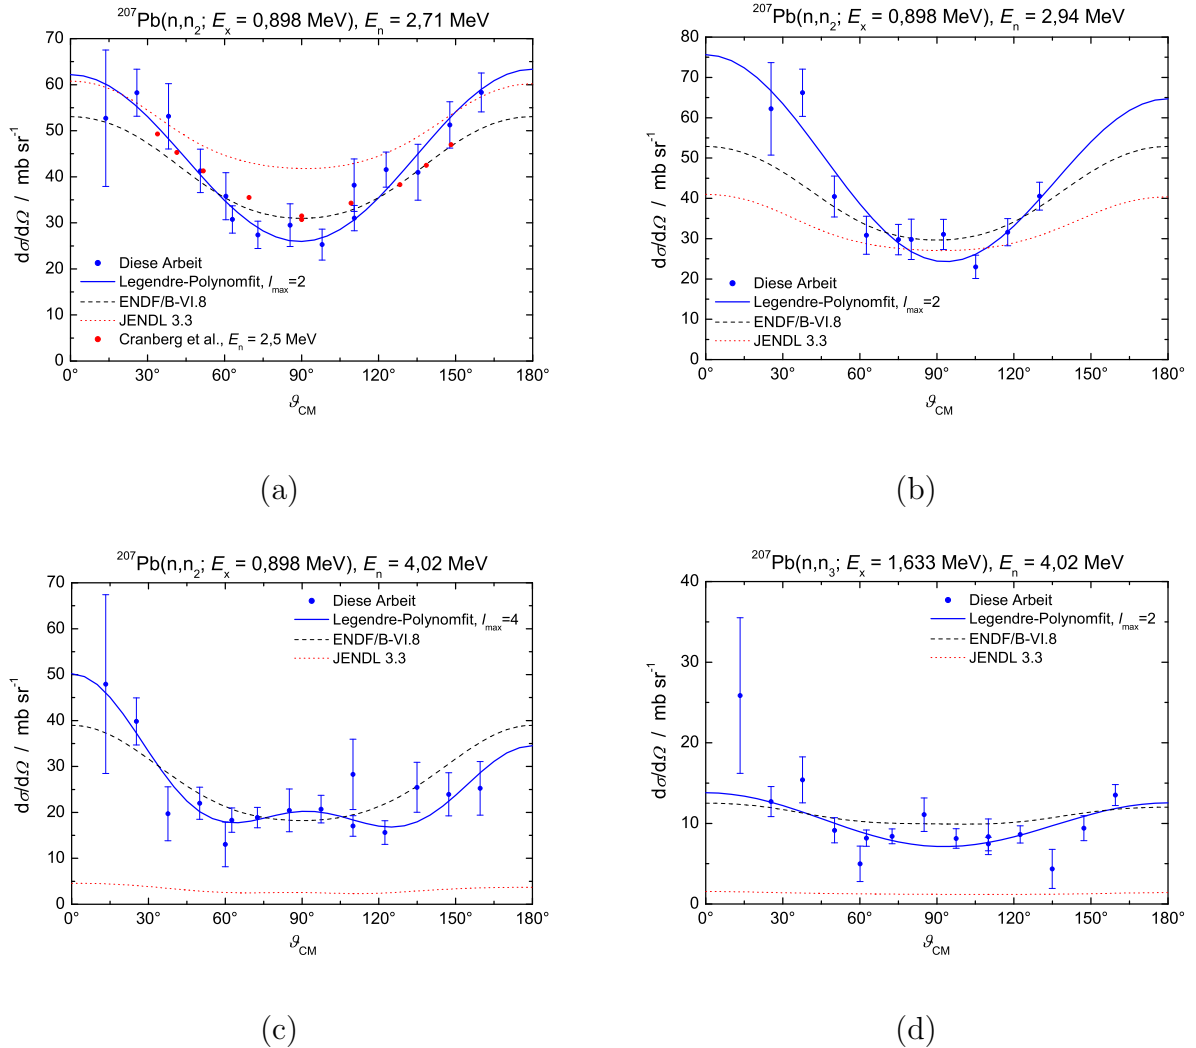 ²⁰⁷Pb(n,n₂; Eₓ = 0,898 MeV), Eₙ = 2,71 MeV
dσ/dΩ / mb sr⁻¹
70
60
50
40
30
20
10
0
Diese Arbeit
Legendre-Polynomfit, lₘₐₓ=2
ENDF/B-VI.8
JENDL 3.3
Cranberg et al., Eₙ = 2,5 MeV
0° 30° 60° 90° 120° 150° 180°
ϑ_CM
(a)
²⁰⁷Pb(n,n₂; Eₓ = 0,898 MeV), Eₙ = 2,94 MeV
dσ/dΩ / mb sr⁻¹
80
70
60
50
40
30
20
10
0
Diese Arbeit
Legendre-Polynomfit, lₘₐₓ=2
ENDF/B-VI.8
JENDL 3.3
0° 30° 60° 90° 120° 150° 180°
ϑ_CM
(b)
²⁰⁷Pb(n,n₂; Eₓ = 0,898 MeV), Eₙ = 4,02 MeV
dσ/dΩ / mb sr⁻¹
70
60
50
40
30
20
10
0
Diese Arbeit
Legendre-Polynomfit, lₘₐₓ=4
ENDF/B-VI.8
JENDL 3.3
0° 30° 60° 90° 120° 150° 180°
ϑ_CM
(c)
²⁰⁷Pb(n,n₃; Eₓ = 1,633 MeV), Eₙ = 4,02 MeV
dσ/dΩ / mb sr⁻¹
40
30
20
10
0
Diese Arbeit
Legendre-Polynomfit, lₘₐₓ=2
ENDF/B-VI.8
JENDL 3.3
0° 30° 60° 90° 120° 150° 180°
ϑ_CM
(d)